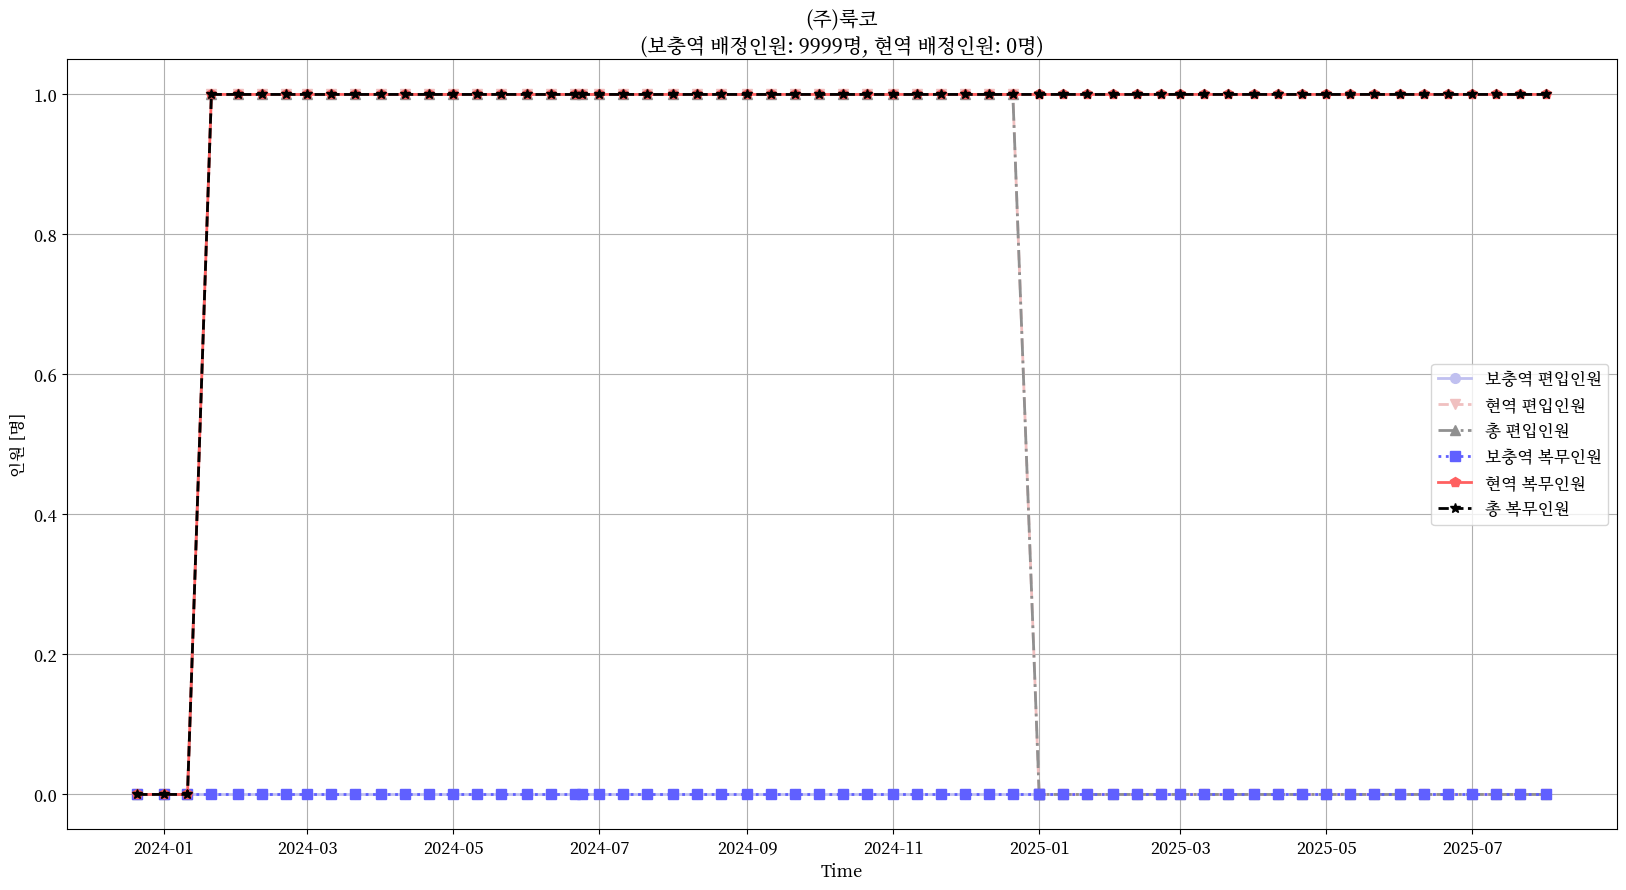 (주)룩코
(보충역 배정인원: 9999명, 현역 배정인원: 0명)
인원 [명]
1.0
0.8
0.6
0.4
0.2
0.0
보충역 편입인원
현역 편입인원
총 편입인원
보충역 복무인원
현역 복무인원
총 복무인원
2024-01 2024-03 2024-05 2024-07 2024-09 2024-11 2025-01 2025-03 2025-05 2025-07
Time